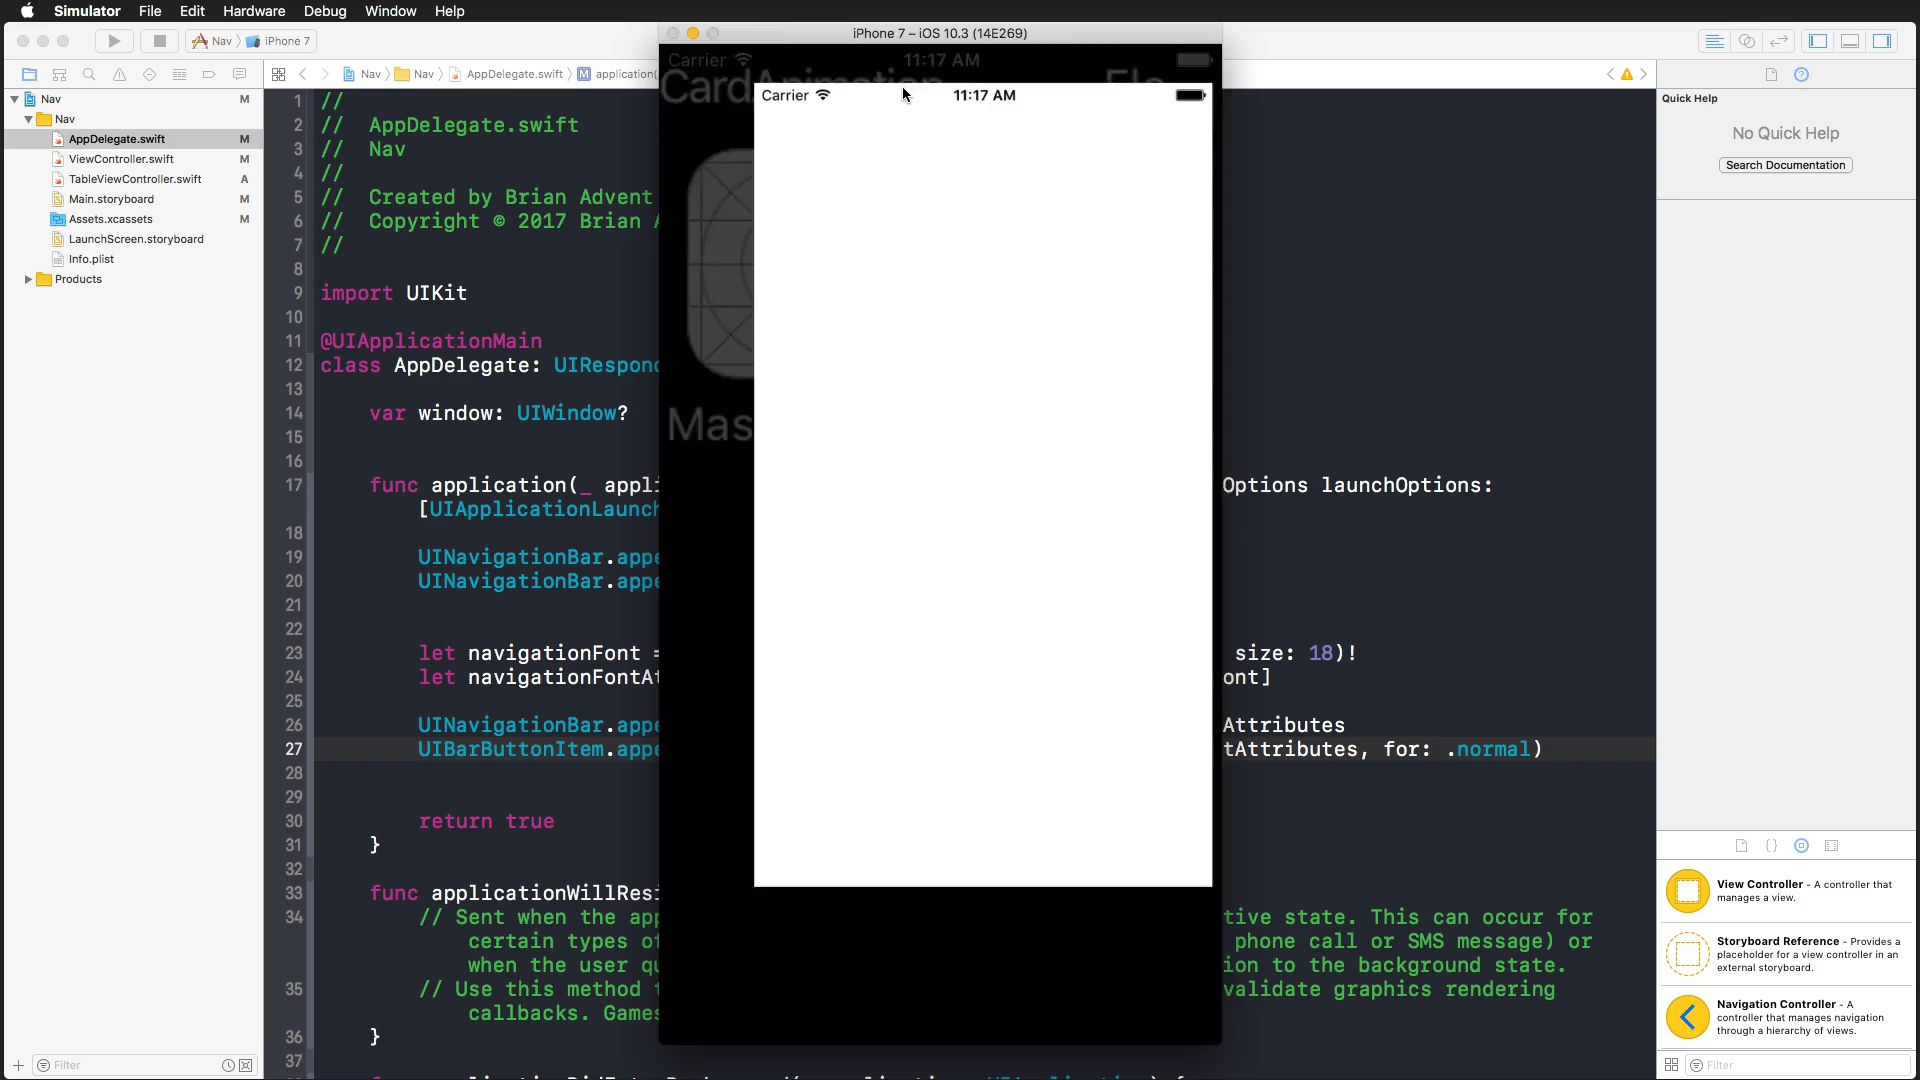 Simulator File Edit Hardware Debug Window Help
Nav iPhone 7
iPhone 7 – iOS 10.3 (14E269)
Nav Nav AppDelegate.swift M application(
Nav M
Nav
AppDelegate.swift M
ViewController.swift M
TableViewController.swift A
Main.storyboard M
Assets.xcassets M
LaunchScreen.storyboard
Info.plist
Products
Filter
1 //
2 // AppDelegate.swift
3 // Nav
4 //
5 // Created by Brian Advent
6 // Copyright © 2017 Brian A
7 //
8
9 import UIKit
10
11 @UIApplicationMain
12 class AppDelegate: UIRespond
13
14 var window: UIWindow?
15
16
17 func application(_ appli Options launchOptions:
[UIApplicationLaunch
18
19 UINavigationBar.appe
20 UINavigationBar.appe
21
22
23 let navigationFont = size: 18)!
24 let navigationFontAt ont]
25
26 UINavigationBar.appe Attributes
27 UIBarButtonItem.appe tAttributes, for: .normal)
28
29
30 return true
31 }
32
33 func applicationWillResi
34 // Sent when the app tive state. This can occur for
certain types of phone call or SMS message) or
when the user qu ion to the background state.
35 // Use this method t validate graphics rendering
callbacks. Games
36 }
37
Carrier 11:17 AM
CardAnimation Ele
Mas
Carrier 11:17 AM
Quick Help
No Quick Help
Search Documentation
View Controller - A controller that
manages a view.
Storyboard Reference - Provides a
placeholder for a view controller in an
external storyboard.
Navigation Controller - A
controller that manages navigation
through a hierarchy of views.
Filter